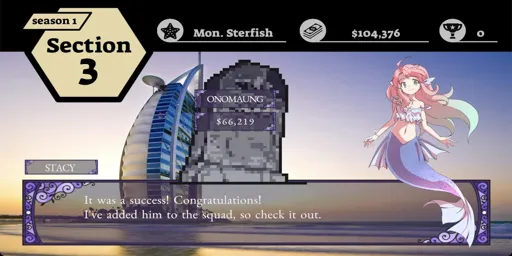 season 1
Section
3
Mon. Sterfish
$104,376
0
ONOMAUNG
$66,219
STACY
It was a success! Congratulations!
I've added him to the squad, so check it out.